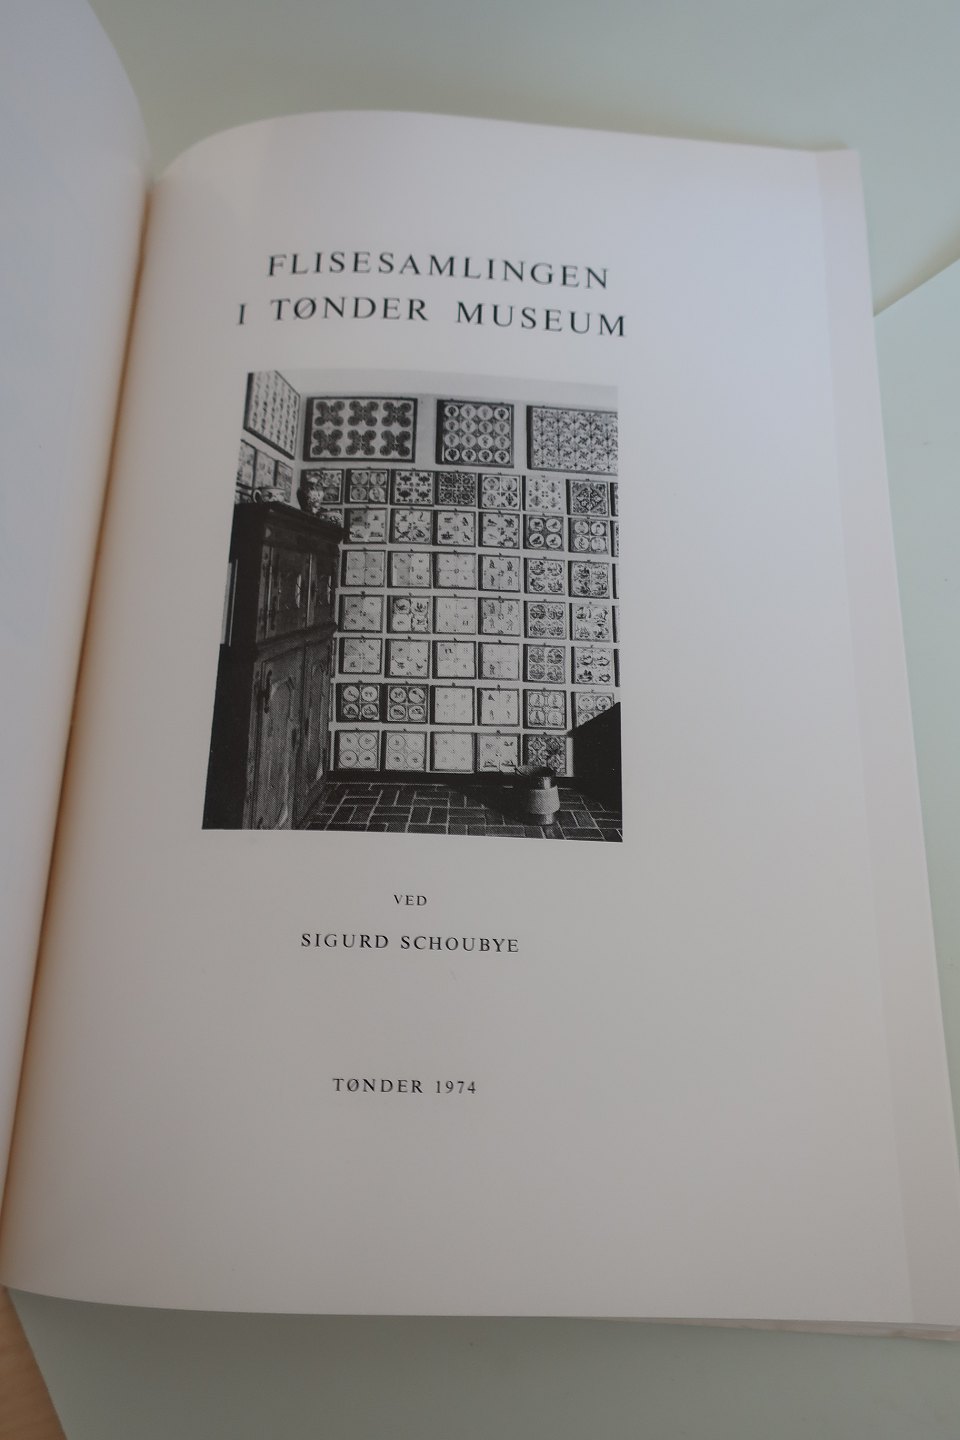 FLISESAMLINGEN
I TØNDER MUSEUM
VED
SIGURD SCHOUBYE
TØNDER 1974